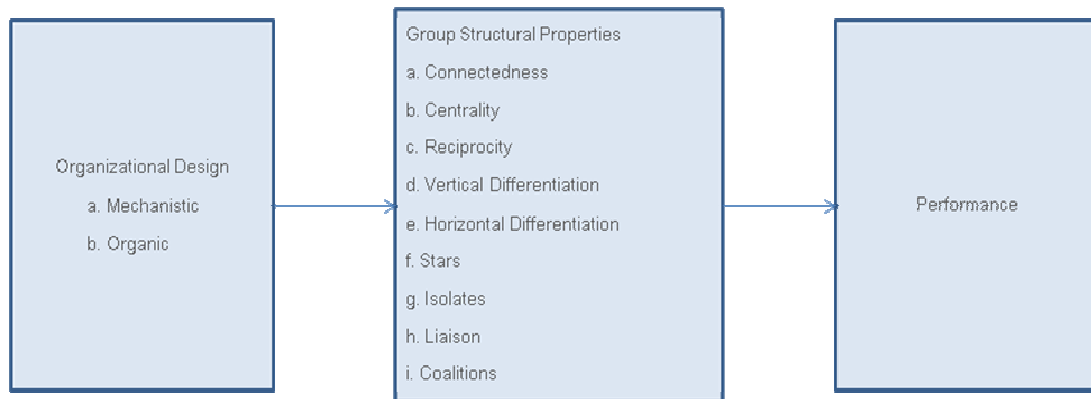 Organizational Design
a. Mechanistic
b. Organic
Group Structural Properties
a. Connectedness
b. Centrality
c. Reciprocity
d. Vertical Differentiation
e. Horizontal Differentiation
f. Stars
g. Isolates
h. Liaison
i. Coalitions
Performance